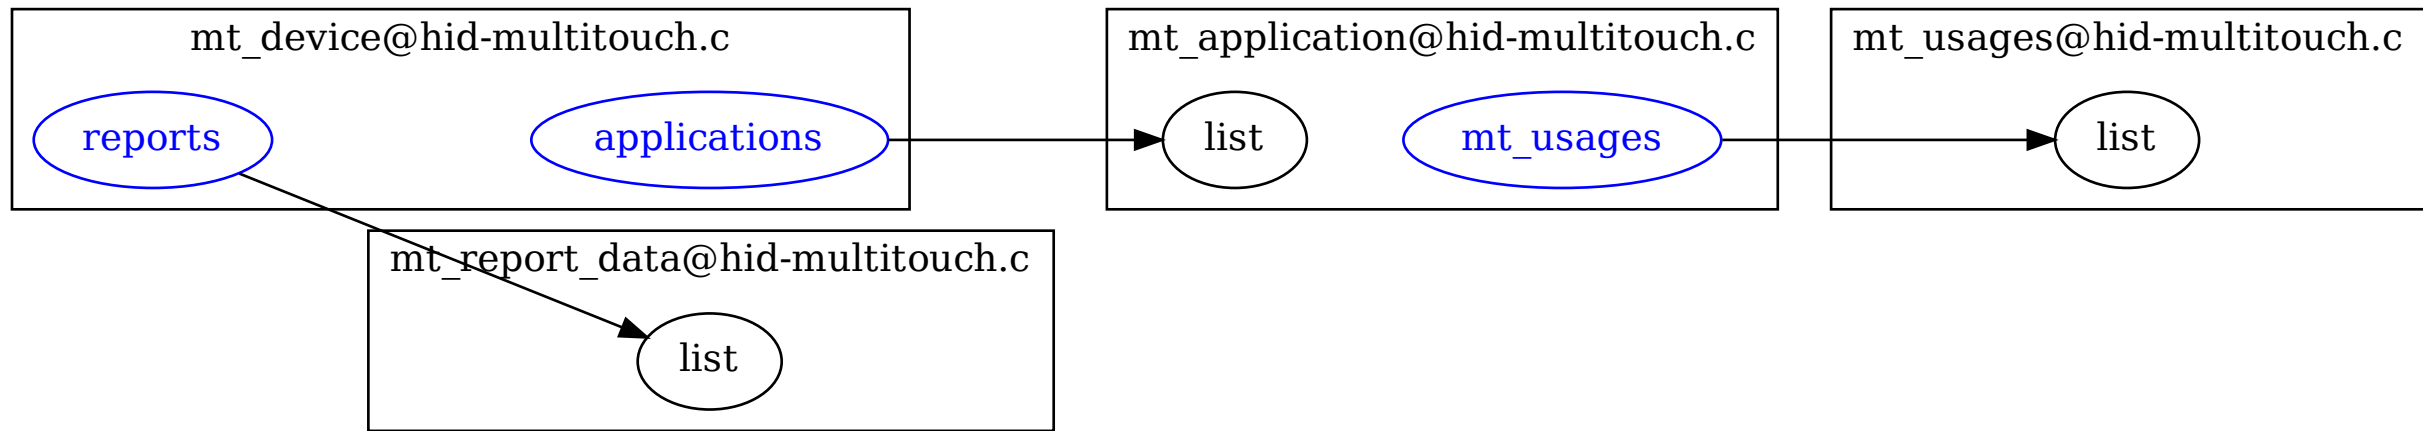 mt_device@hid-multitouch.c
reports
applications
mt_application@hid-multitouch.c
list
mt_usages
mt_usages@hid-multitouch.c
list
mt_report_data@hid-multitouch.c
list